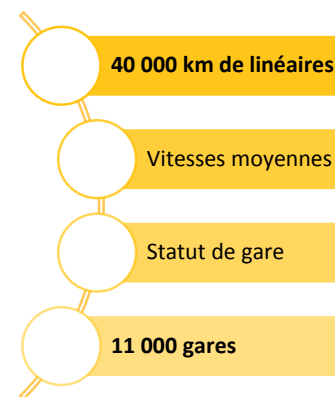 40 000 km de linéaires
Vitesses moyennes
Statut de gare
11 000 gares